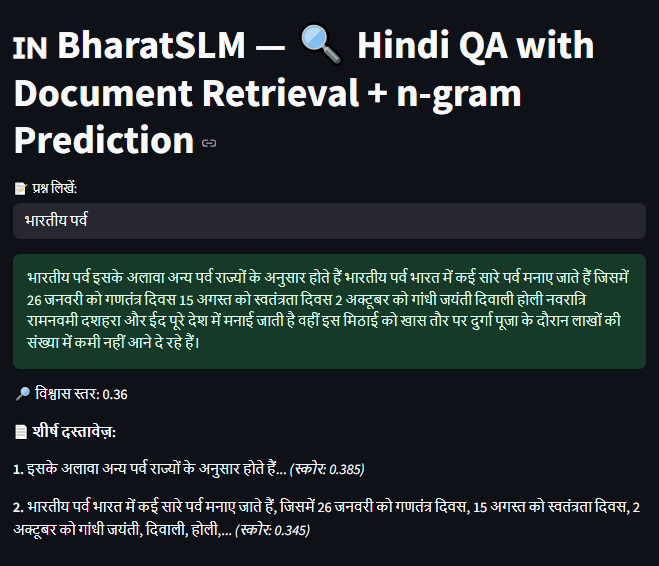 IN BharatSLM — 🔍 Hindi QA with
Document Retrieval + n-gram
Prediction
📝 प्रश्न लिखें:
भारतीय पर्व
भारतीय पर्व इसके अलावा अन्य पर्व राज्यों के अनुसार होते हैं भारतीय पर्व भारत में कई सारे पर्व मनाए जाते हैं जिसमें
26 जनवरी को गणतंत्र दिवस 15 अगस्त को स्वतंत्रता दिवस 2 अक्टूबर को गांधी जयंती दिवाली होली नवरात्रि
रामनवमी दशहरा और ईद पूरे देश में मनाई जाती है वहीं इस मिठाई को खास तौर पर दुर्गा पूजा के दौरान लाखों की
संख्या में कमी नहीं आने दे रहे हैं।
🔎 विश्वास स्तर: 0.36
📄 शीर्ष दस्तावेज़:
1. इसके अलावा अन्य पर्व राज्यों के अनुसार होते हैं... (स्कोर: 0.385)
2. भारतीय पर्व भारत में कई सारे पर्व मनाए जाते हैं, जिसमें 26 जनवरी को गणतंत्र दिवस, 15 अगस्त को स्वतंत्रता दिवस, 2
अक्टूबर को गांधी जयंती, दिवाली, होली,... (स्कोर: 0.345)